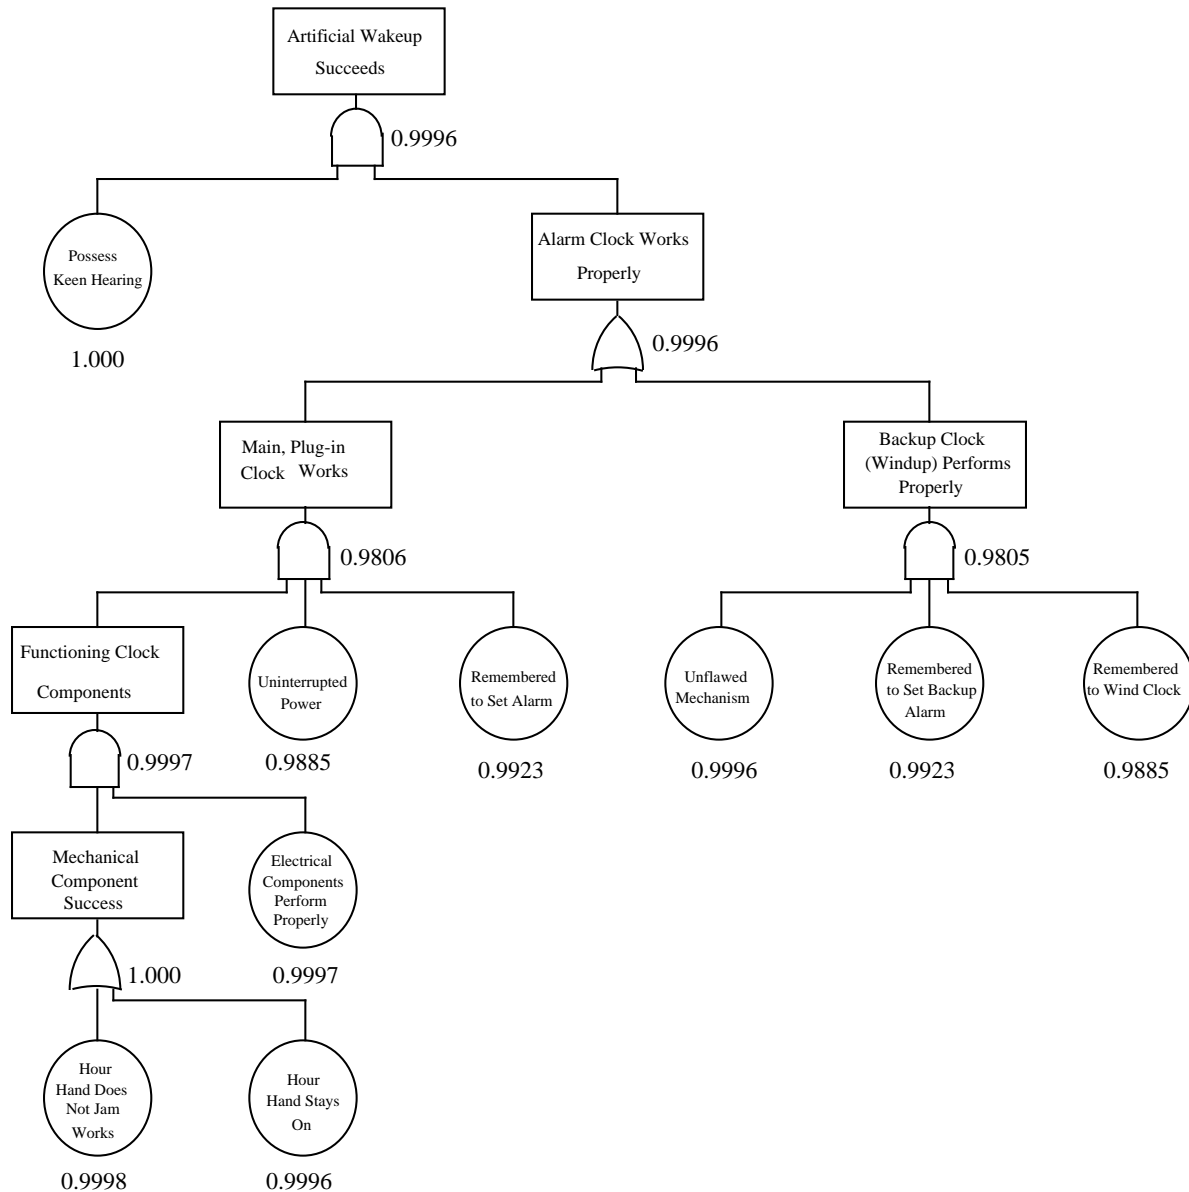 Artificial Wakeup
Succeeds
0.9996
Possess
Keen Hearing
1.000
Alarm Clock Works
Properly
0.9996
Main, Plug-in
Clock Works
0.9806
Backup Clock
(Windup) Performs
Properly
0.9805
Functioning Clock
Components
0.9997
Uninterrupted
Power
0.9885
Remembered
to Set Alarm
0.9923
Unflawed
Mechanism
0.9996
Remembered
to Set Backup
Alarm
0.9923
Remembered
to Wind Clock
0.9885
Mechanical
Component
Success
1.000
Electrical
Components
Perform
Properly
0.9997
Hour
Hand Does
Not Jam
Works
0.9998
Hour
Hand Stays
On
0.9996